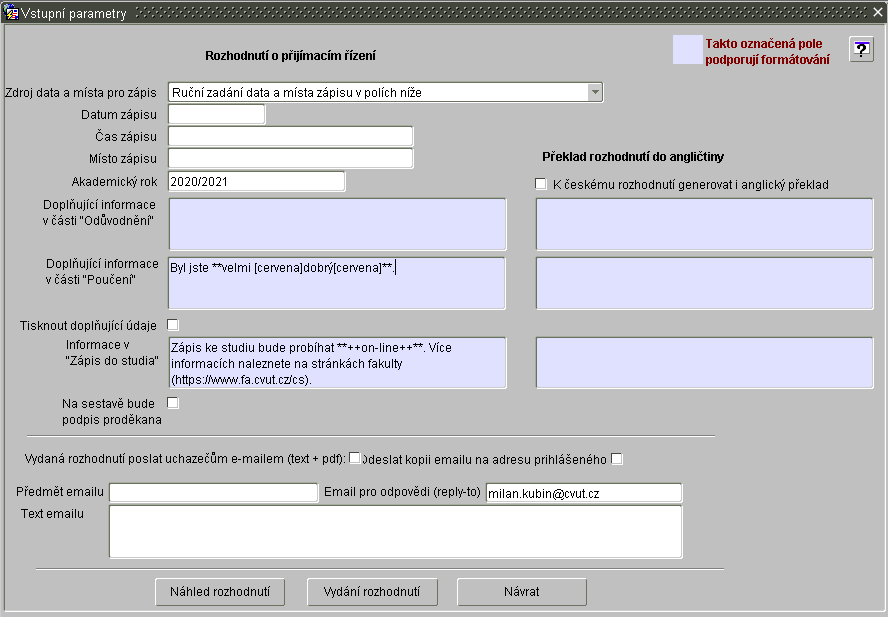 Vstupní parametry
Rozhodnutí o přijímacím řízení
Takto označená pole
podporují formátování
?
Zdroj data a místa pro zápis
Ruční zadání data a místa zápisu v polích níže
Datum zápisu
Čas zápisu
Místo zápisu
Překlad rozhodnutí do angličtiny
Akademický rok
2020/2021
K českému rozhodnutí generovat i anglický překlad
Doplňující informace
v části "Odůvodnění"
Doplňující informace
v části "Poučení"
Byl jste **velmi [cervena]dobrý[cervena]**.
Tisknout doplňující údaje
Informace v
"Zápis do studia"
Zápis ke studiu bude probíhat **++on-line++**. Více
informacích naleznete na stránkách fakulty
(https://www.fa.cvut.cz/cs).
Na sestavě bude
podpis proděkana
Vydaná rozhodnutí poslat uchazečům e-mailem (text + pdf):
Odeslat kopii emailu na adresu prihlášeného
Předmět emailu
Email pro odpovědi (reply-to)
milan.kubin@cvut.cz
Text emailu
Náhled rozhodnutí
Vydání rozhodnutí
Návrat